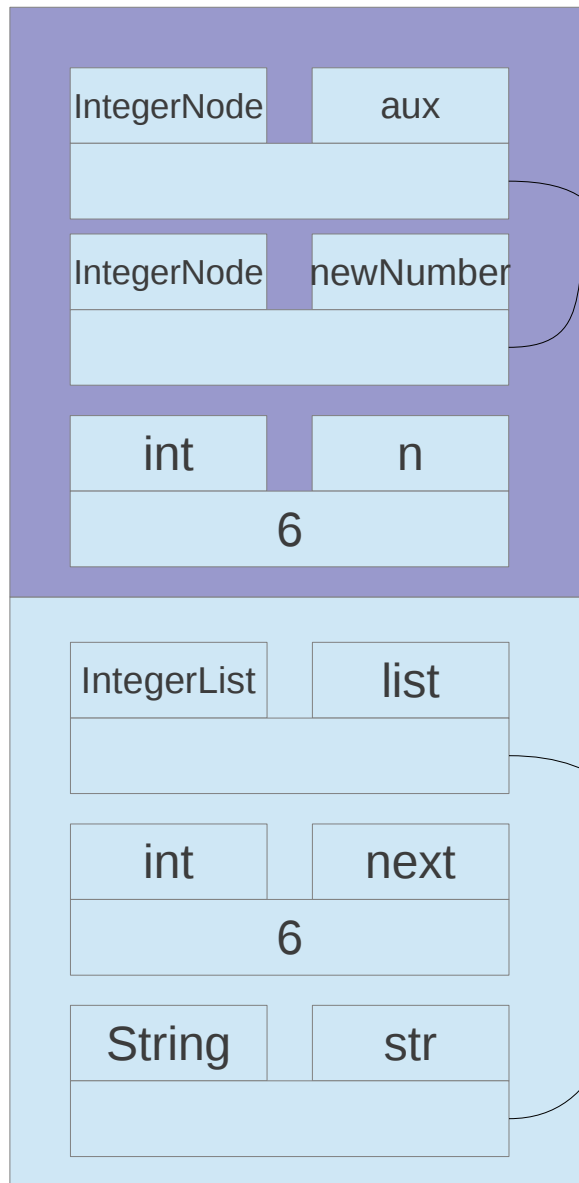 IntegerNode aux
IntegerNode newNumber
int n
6
IntegerList list
int next
6
String str